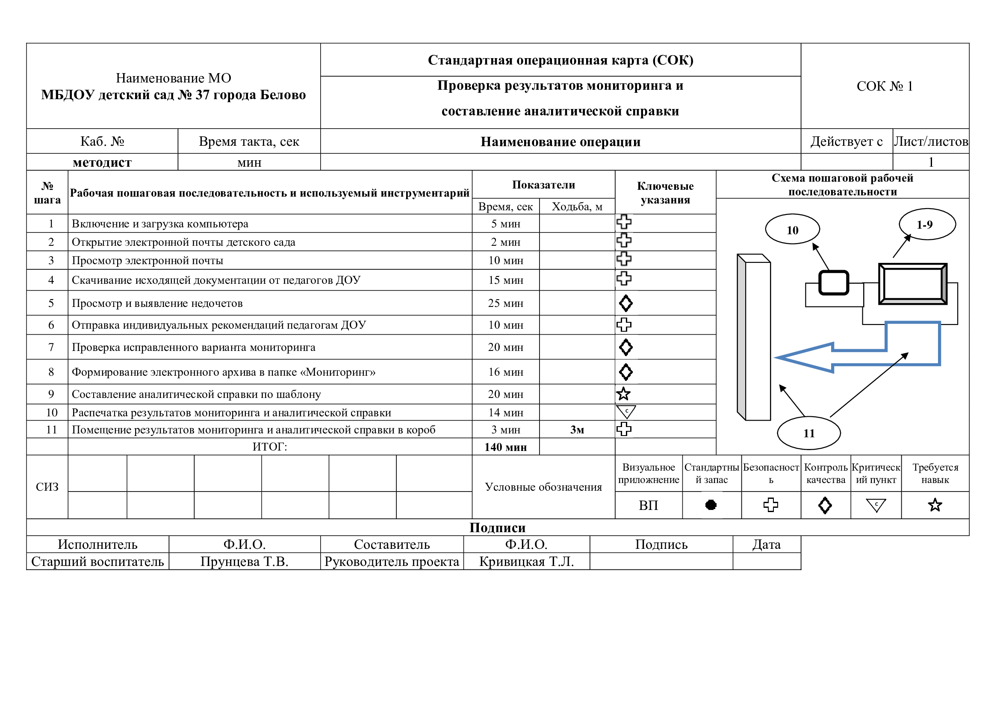 Наименование МО
МБДОУ детский сад № 37 города Белово
Стандартная операционная карта (СОК)
Проверка результатов мониторинга и
составление аналитической справки
СОК № 1
Каб. №
Время такта, сек
Наименование операции
Действует с
Лист/листов
методист
мин
1
№
шага
Рабочая пошаговая последовательность и используемый инструментарий
Показатели
Время, сек
Ходьба, м
Ключевые
указания
Схема пошаговой рабочей
последовательности
1 Включение и загрузка компьютера 5 мин
2 Открытие электронной почты детского сада 2 мин
3 Просмотр электронной почты 10 мин
4 Скачивание исходящей документации от педагогов ДОУ 15 мин
5 Просмотр и выявление недочетов 25 мин
6 Отправка индивидуальных рекомендаций педагогам ДОУ 10 мин
7 Проверка исправленного варианта мониторинга 20 мин
8 Формирование электронного архива в папке «Мониторинг» 16 мин
9 Составление аналитической справки по шаблону 20 мин
10 Распечатка результатов мониторинга и аналитической справки 14 мин с
11 Помещение результатов мониторинга и аналитической справки в короб 3 мин 3м
ИТОГ: 140 мин
10
1-9
11
СИЗ
Условные обозначения
Визуальное
приложение
Стандартны
й запас
Безопасност
ь
Контроль
качества
Критическ
ий пункт
Требуется
навык
ВП
с
Подписи
Исполнитель Ф.И.О. Составитель Ф.И.О. Подпись Дата
Старший воспитатель Прунцева Т.В. Руководитель проекта Кривицкая Т.Л.